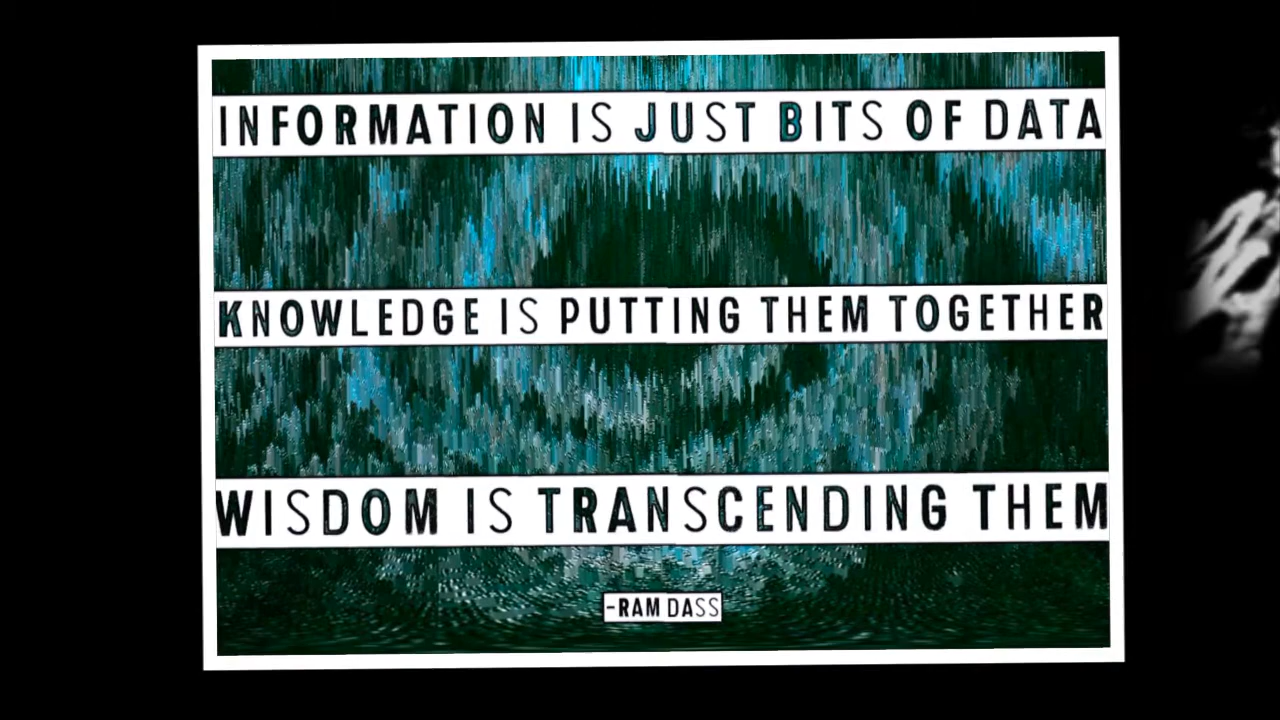 INFORMATION IS JUST BITS OF DATA
KNOWLEDGE IS PUTTING THEM TOGETHER
WISDOM IS TRANSCENDING THEM
-RAM DASS